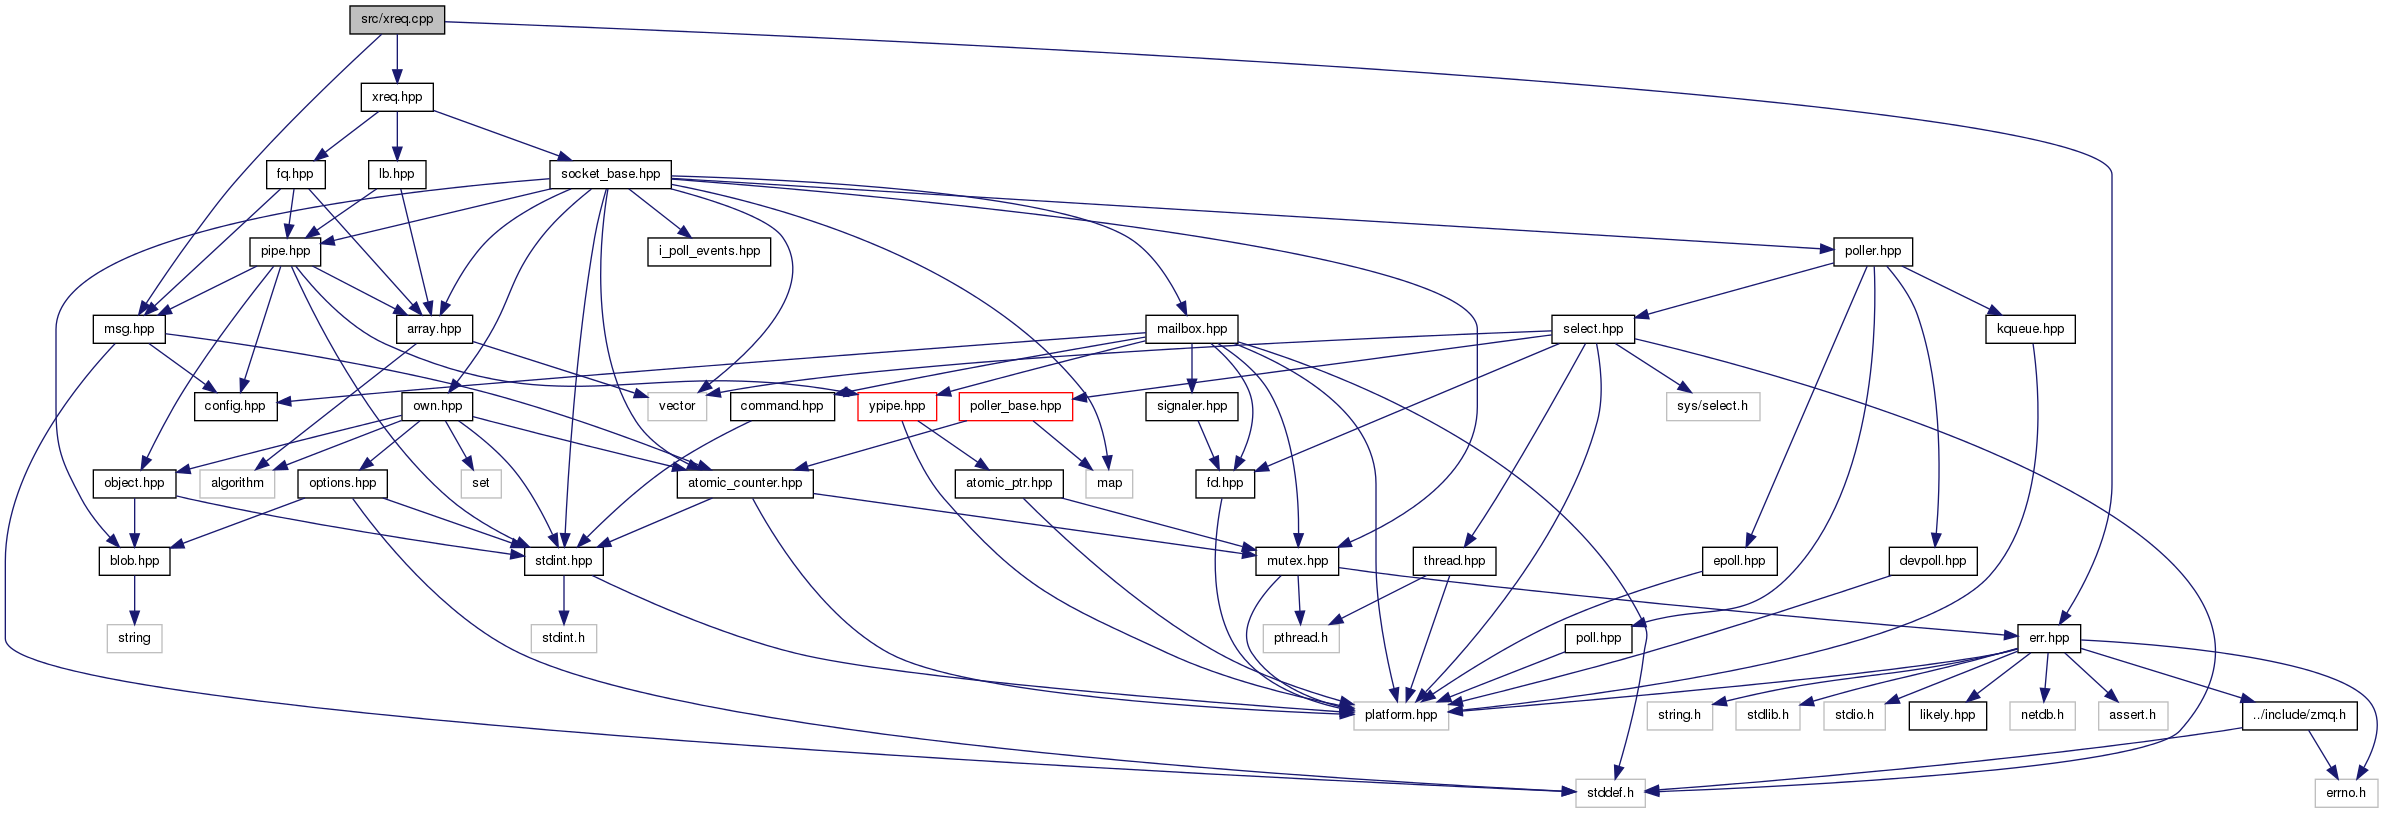 src/xreq.cpp
xreq.hpp
fq.hpp
lb.hpp
socket_base.hpp
pipe.hpp
i_poll_events.hpp
poller.hpp
msg.hpp
array.hpp
mailbox.hpp
select.hpp
kqueue.hpp
config.hpp
own.hpp
vector
command.hpp
ypipe.hpp
poller_base.hpp
signaler.hpp
sys/select.h
object.hpp
algorithm
options.hpp
set
atomic_counter.hpp
atomic_ptr.hpp
map
fd.hpp
blob.hpp
stdint.hpp
mutex.hpp
thread.hpp
epoll.hpp
devpoll.hpp
string
stdint.h
pthread.h
poll.hpp
err.hpp
platform.hpp
string.h
stdlib.h
stdio.h
likely.hpp
netdb.h
assert.h
../include/zmq.h
stddef.h
errno.h